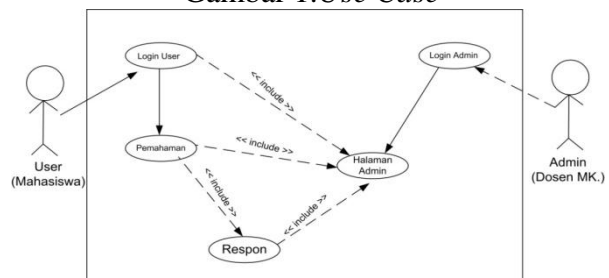 Gambar 1.Use Case
Login User
Login Admin
<< include >>
Pemahaman
<< include >>
Halaman
Admin
User
(Mahasiswa)
Admin
(Dosen MK.)
<< include >>
<< include >>
Respon